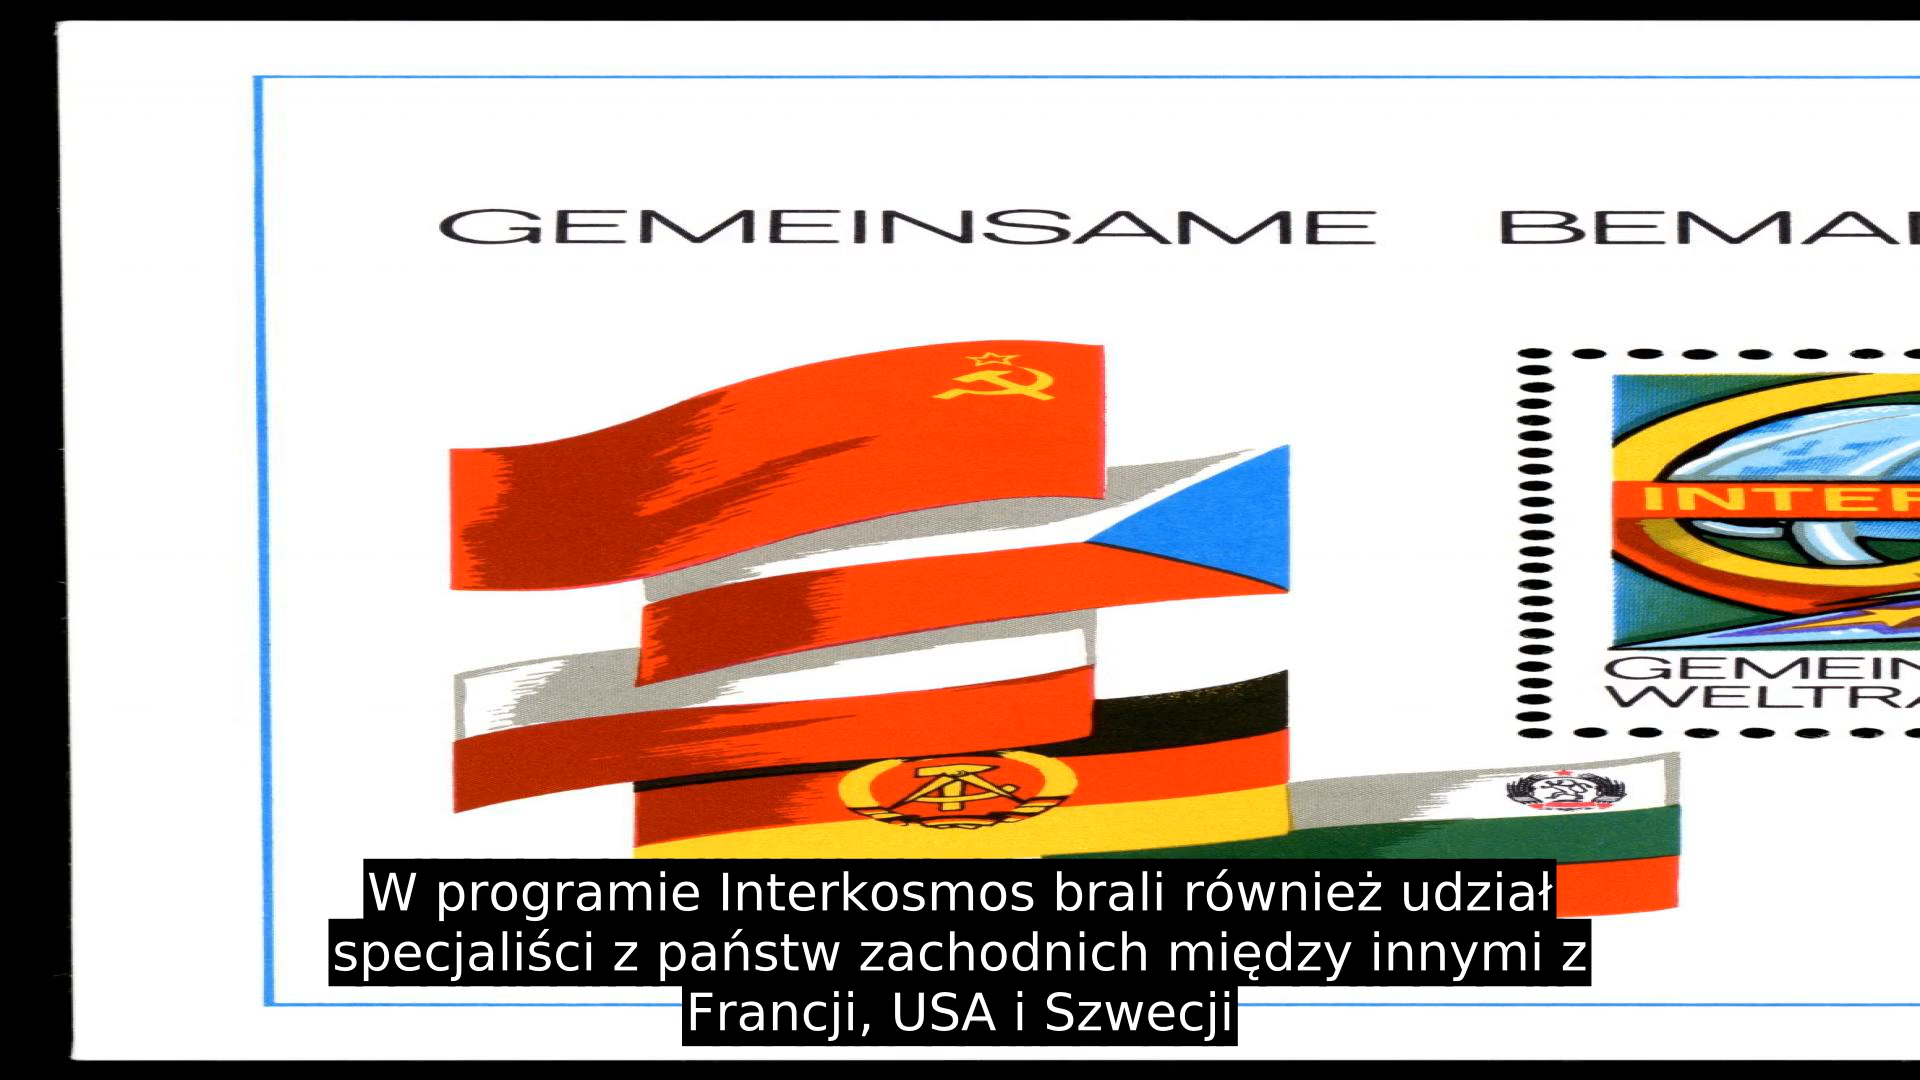 GEMEINSAME BEMA
INTER
GEMEIN
WELTRA
W programie Interkosmos brali również udział
specjaliści z państw zachodnich między innymi z
Francji, USA i Szwecji